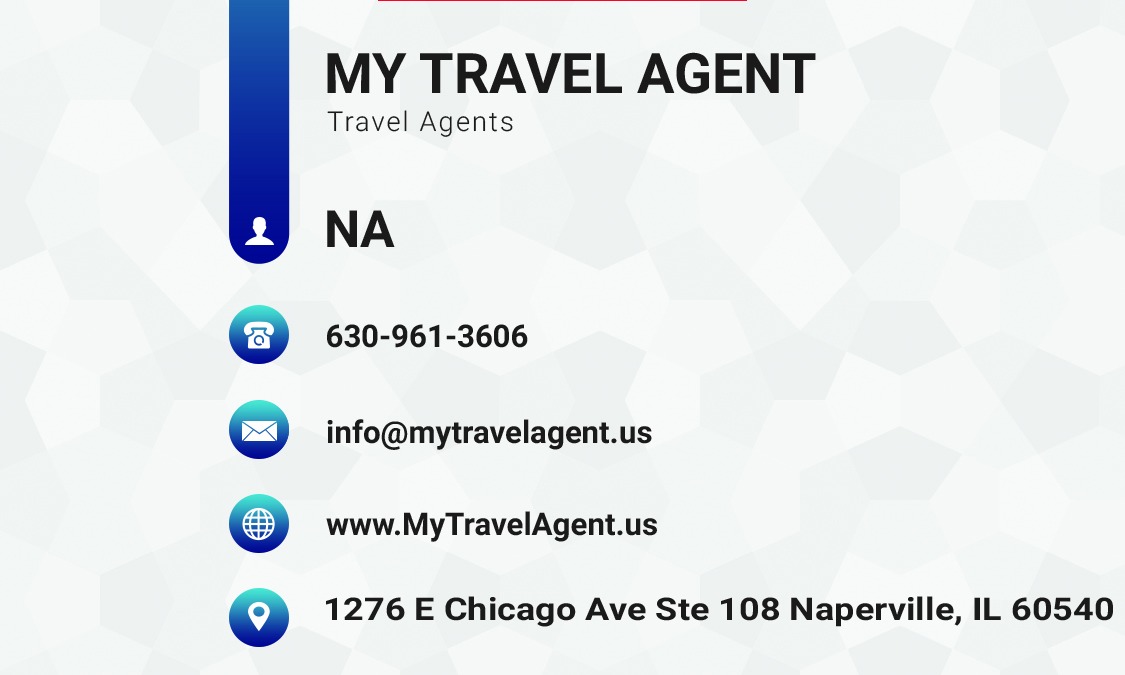 MY TRAVEL AGENT
Travel Agents
NA
630-961-3606
info@mytravelagent.us
www.MyTravelAgent.us
1276 E Chicago Ave Ste 108 Naperville, IL 60540